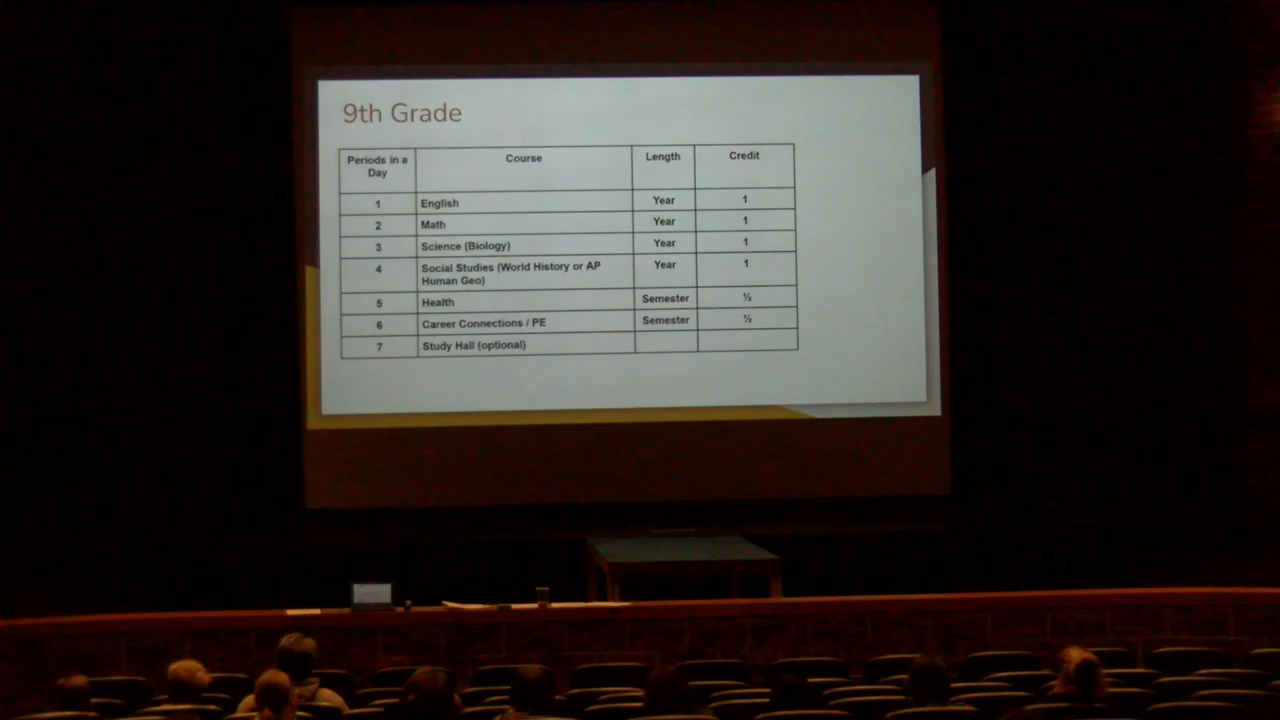 9th Grade
Periods in a Day Course Length Credit
1 English Year 1
2 Math Year 1
3 Science (Biology) Year 1
4 Social Studies (World History or AP Human Geo) Year 1
5 Health Semester ½
6 Career Connections / PE Semester ½
7 Study Hall (optional)